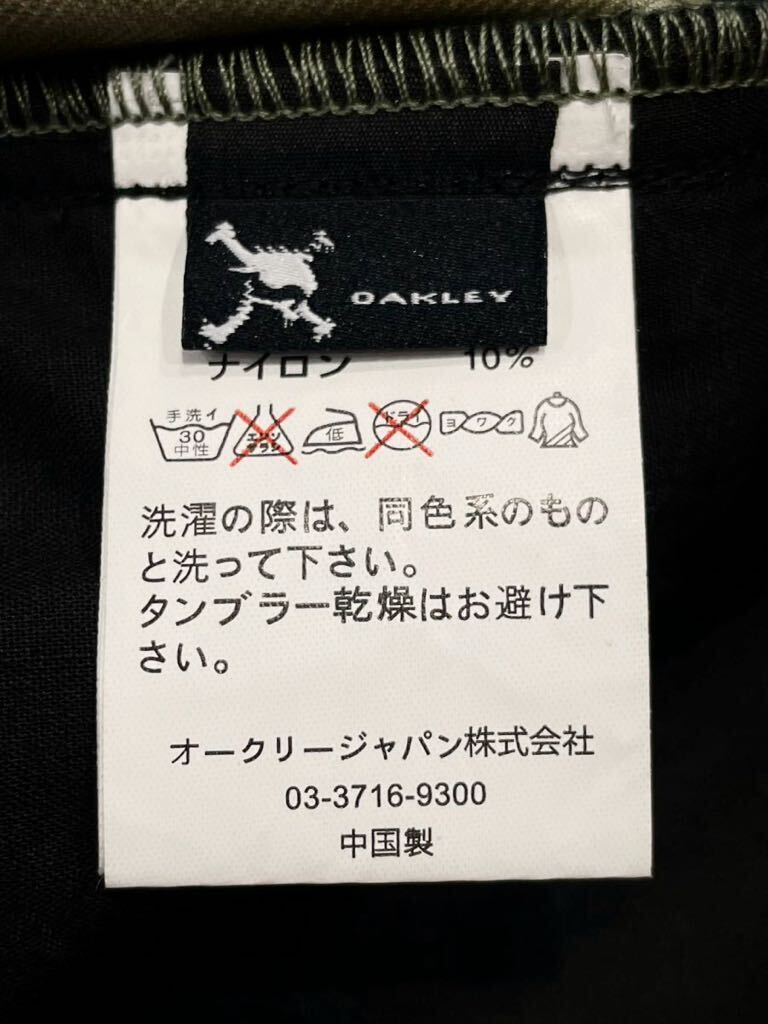 OAKLEY
ナイロン 10%
手洗イ 30 中性 エンソ サラシ 低 ドライ ヨワク
洗濯の際は、同色系のもの
と洗って下さい。
タンブラー乾燥はお避け下
さい。
オークリージャパン株式会社
03-3716-9300
中国製